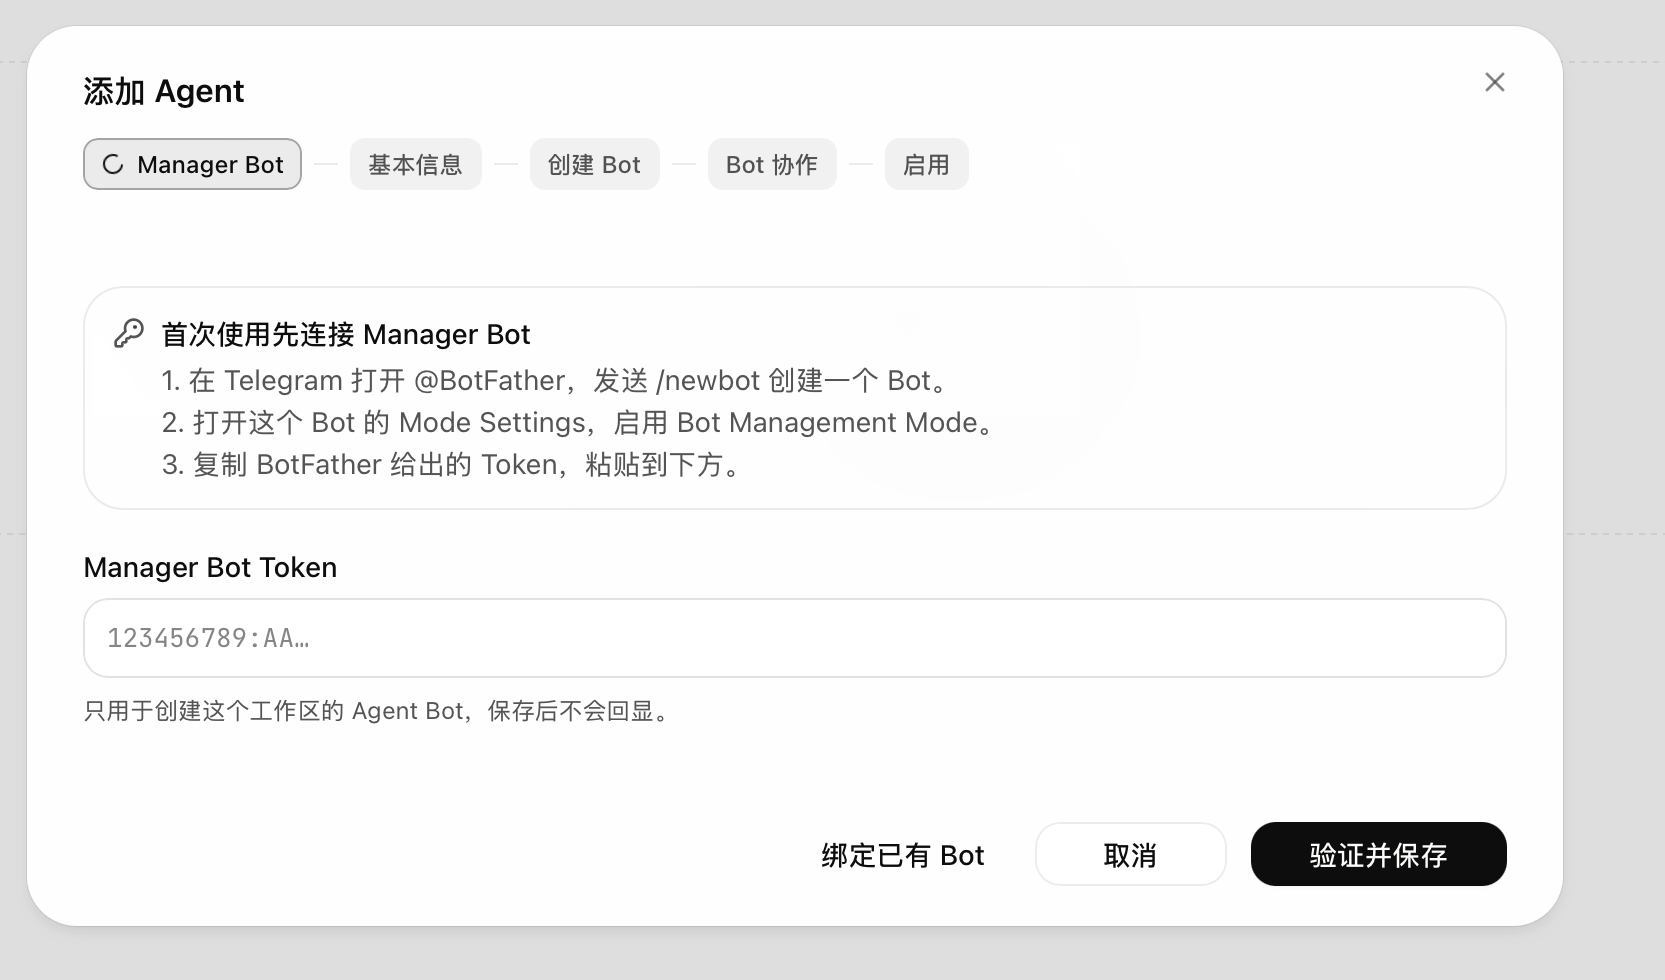 添加 Agent
Manager Bot
基本信息
创建 Bot
Bot 协作
启用
首次使用先连接 Manager Bot
1. 在 Telegram 打开 @BotFather，发送 /newbot 创建一个 Bot。
2. 打开这个 Bot 的 Mode Settings，启用 Bot Management Mode。
3. 复制 BotFather 给出的 Token，粘贴到下方。
Manager Bot Token
123456789:AA…
只用于创建这个工作区的 Agent Bot，保存后不会回显。
绑定已有 Bot
取消
验证并保存